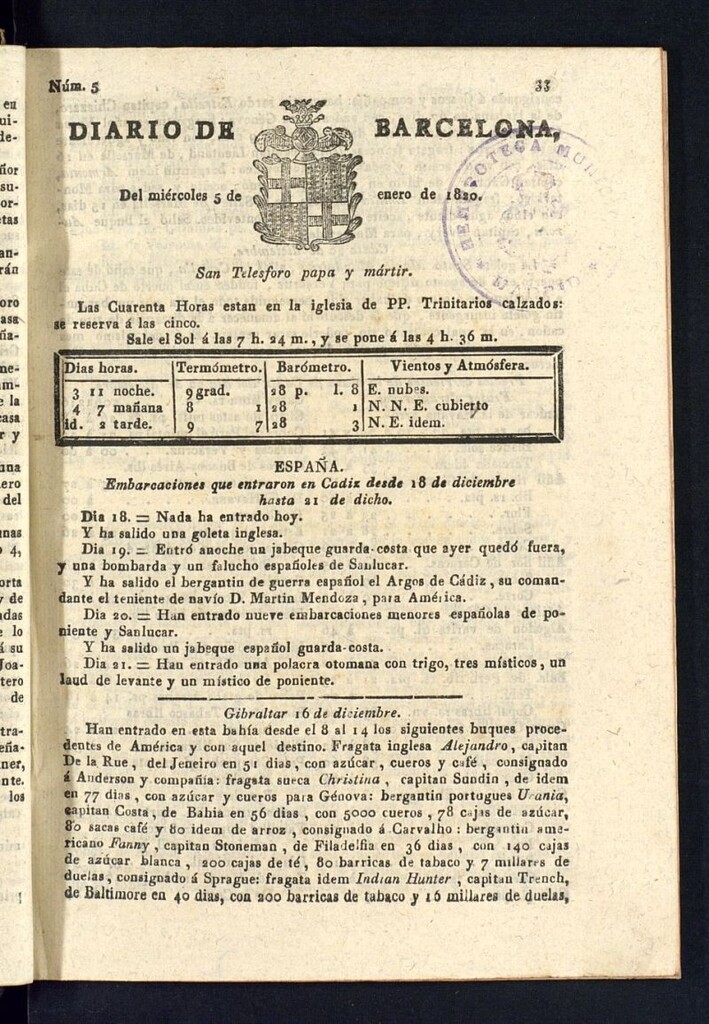 Núm. 5
33
DIARIO DE BARCELONA,
Del miércoles 5 de enero de 1820.
San Telesforo papa y mártir.
Las Cuarenta Horas estan en la iglesia de PP. Trinitarios calzados:
se reserva á las cinco.
Sale el Sol á las 7 h. 24 m., y se pone á las 4 h. 36 m.
Dias horas. Termómetro. Barómetro. Vientos y Atmósfera.
3 11 noche. 9 grad. 28 p. l. 8 E. nubes.
4 7 mañana 8 1 28 1 N. N. E. cubierto
id. 2 tarde. 9 7 28 3 N. E. idem.
ESPAÑA.
Embarcaciones que entraron en Cadiz desde 18 de diciembre
hasta 21 de dicho.
Dia 18. = Nada ha entrado hoy.
Y ha salido una goleta inglesa.
Dia 19. = Entró anoche un jabeque guarda-costa que ayer quedó fuera,
y una bombarda y un falucho españoles de Sanlucar.
Y ha salido el bergantin de guerra español el Argos de Cádiz, su coman-
dante el teniente de navío D. Martin Mendoza, para América.
Dia 20. = Han entrado nueve embarcaciones menores españolas de po-
niente y Sanlucar.
Y ha salido un jabeque español guarda-costa.
Dia 21. = Han entrado una polacra otomana con trigo, tres místicos, un
laud de levante y un místico de poniente.
Gibraltar 16 de diciembre.
Han entrado en esta bahía desde el 8 al 14 los siguientes buques proce-
dentes de América y con aquel destino. Fragata inglesa Alejandro, capitan
De la Rue, del Jeneiro en 51 dias, con azúcar, cueros y café, consignado
á Anderson y compañía: fragata sueca Christina, capitan Sundin, de idem
en 77 dias, con azúcar y cueros para Génova: bergantin portugues Urania,
capitan Costa, de Bahia en 56 dias, con 5000 cueros, 78 cajas de azúcar,
80 sacas café y 80 idem de arroz, consignado á Carvalho: bergantin ame-
ricano Fanny, capitan Stoneman, de Filadelfia en 36 dias, con 140 cajas
de azúcar blanca, 200 cajas de té, 80 barricas de tabaco y 7 millares de
duelas, consignado á Sprague: fragata idem Indian Hunter, capitan Trench,
de Baltimore en 40 dias, con 200 barricas de tabaco y 16 millares de duelas,